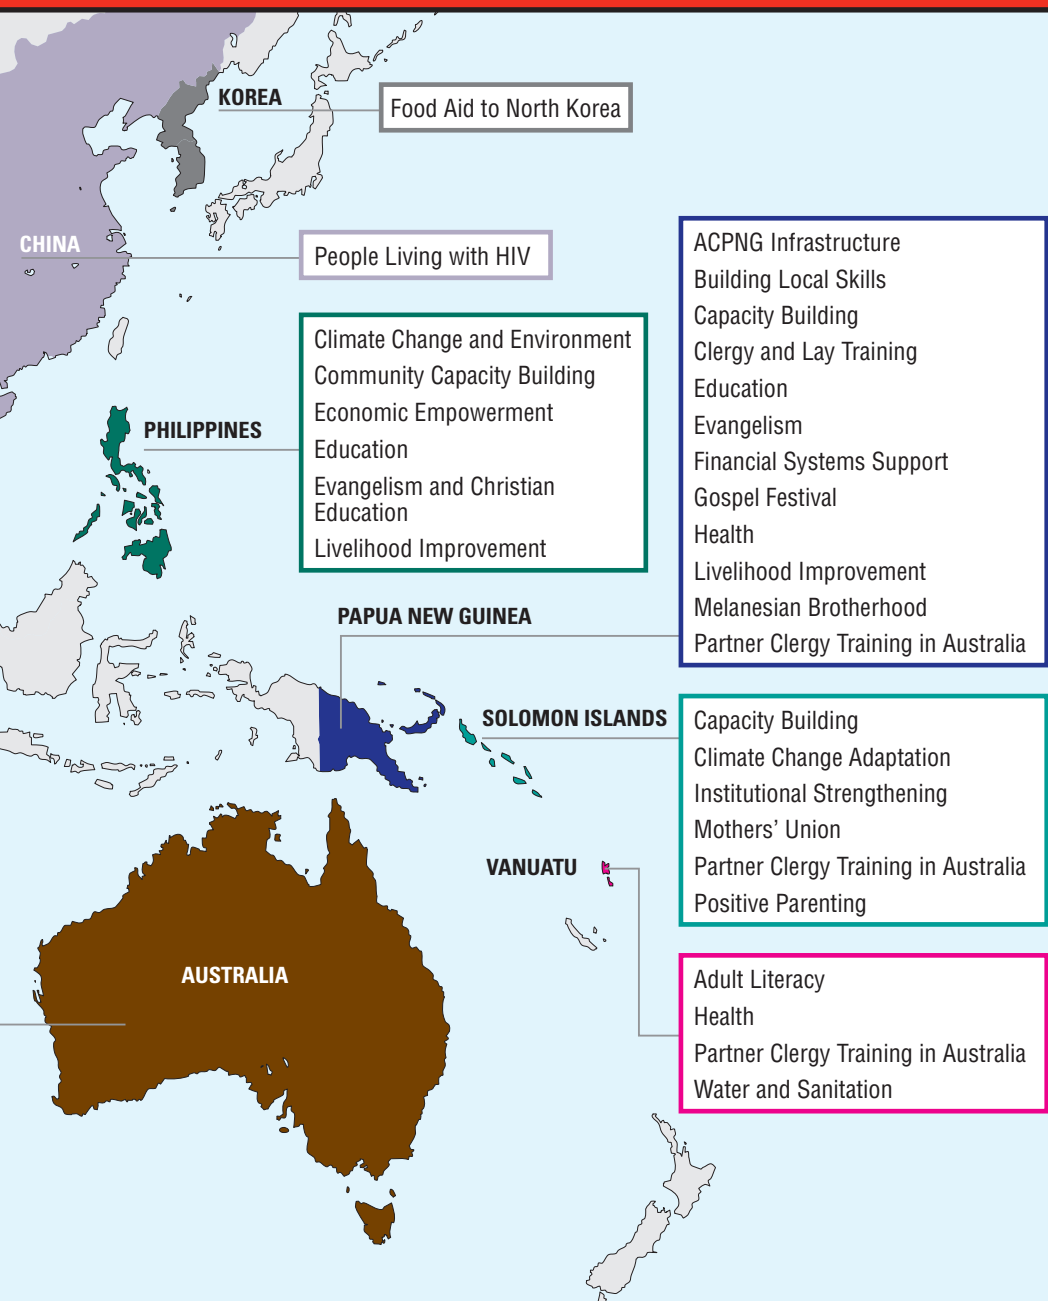 KOREA
Food Aid to North Korea
CHINA
People Living with HIV
PHILIPPINES
Climate Change and Environment
Community Capacity Building
Economic Empowerment
Education
Evangelism and Christian
Education
Livelihood Improvement
PAPUA NEW GUINEA
ACPNG Infrastructure
Building Local Skills
Capacity Building
Clergy and Lay Training
Education
Evangelism
Financial Systems Support
Gospel Festival
Health
Livelihood Improvement
Melanesian Brotherhood
Partner Clergy Training in Australia
SOLOMON ISLANDS
Capacity Building
Climate Change Adaptation
Institutional Strengthening
Mothers’ Union
Partner Clergy Training in Australia
Positive Parenting
VANUATU
Adult Literacy
Health
Partner Clergy Training in Australia
Water and Sanitation
AUSTRALIA